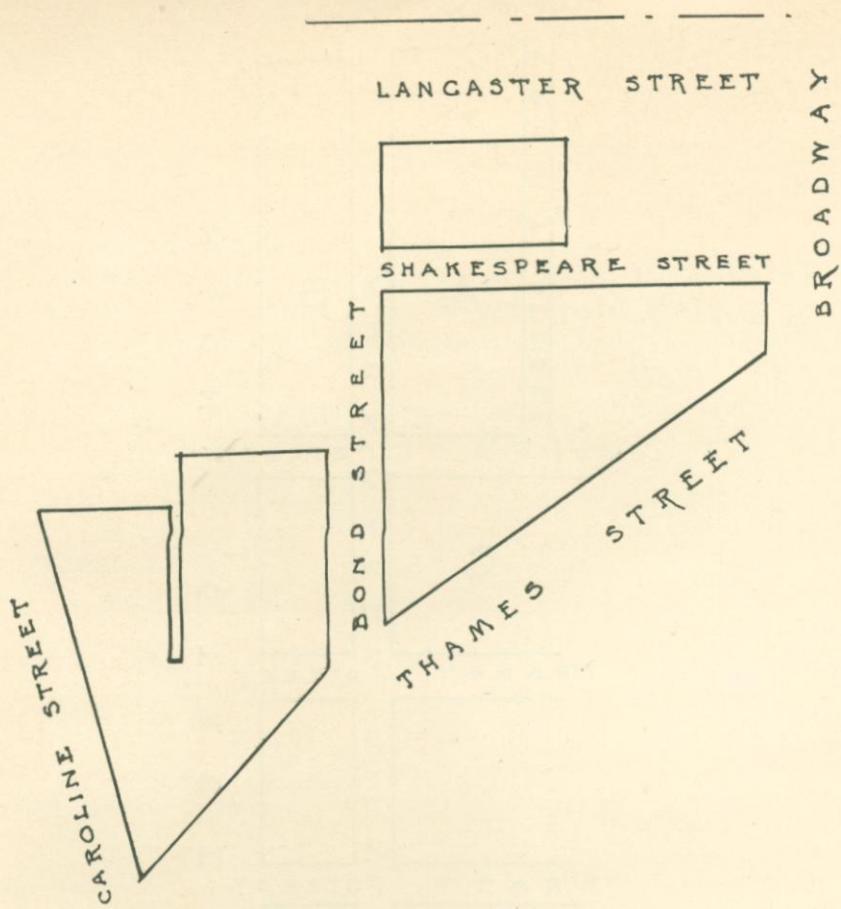 LANCASTER STREET
BROADWAY
SHAKESPEARE STREET
BOND STREET
THAMES STREET
CAROLINE STREET